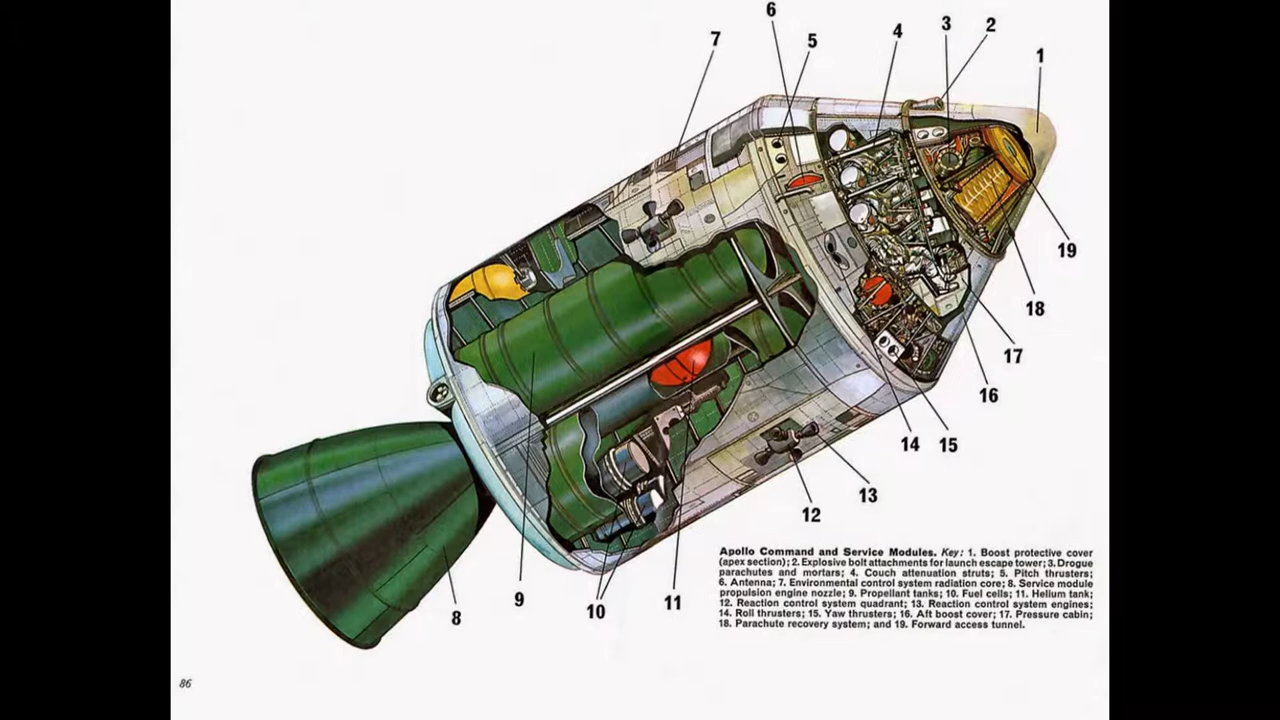 6
2
3
4
7
5
1
19
18
17
16
14
15
13
12
9
11
10
8
Apollo Command and Service Modules. Key: 1. Boost protective cover
(apex section); 2. Explosive bolt attachments for launch escape tower; 3. Drogue
parachutes and mortars; 4. Couch attenuation struts; 5. Pitch thrusters;
6. Antenna; 7. Environmental control system radiation core; 8. Service module
propulsion engine nozzle; 9. Propellant tanks; 10. Fuel cells; 11. Helium tank;
12. Reaction control system quadrant; 13. Reaction control system engines;
14. Roll thrusters; 15. Yaw thrusters; 16. Aft boost cover; 17. Pressure cabin;
18. Parachute recovery system; and 19. Forward access tunnel.
86